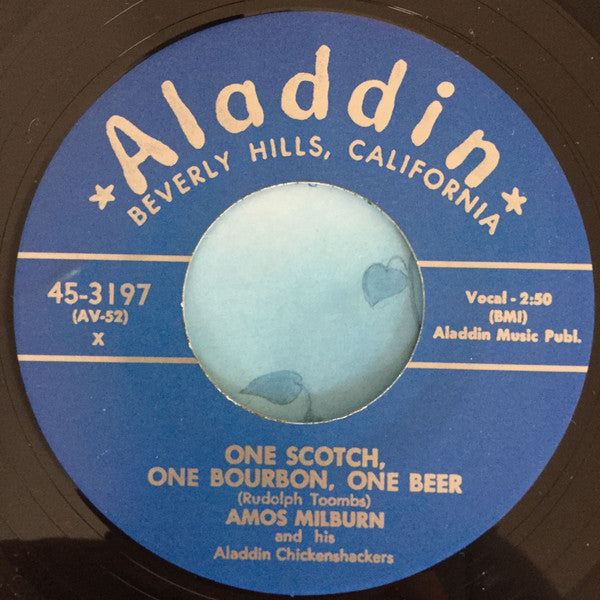 Aladdin
BEVERLY HILLS, CALIFORNIA
45-3197
(AV-52)
X
Vocal - 2:50
(BMI)
Aladdin Music Publ.
ONE SCOTCH,
ONE BOURBON, ONE BEER
(Rudolph Toombs)
AMOS MILBURN
and his
Aladdin Chickenshackers